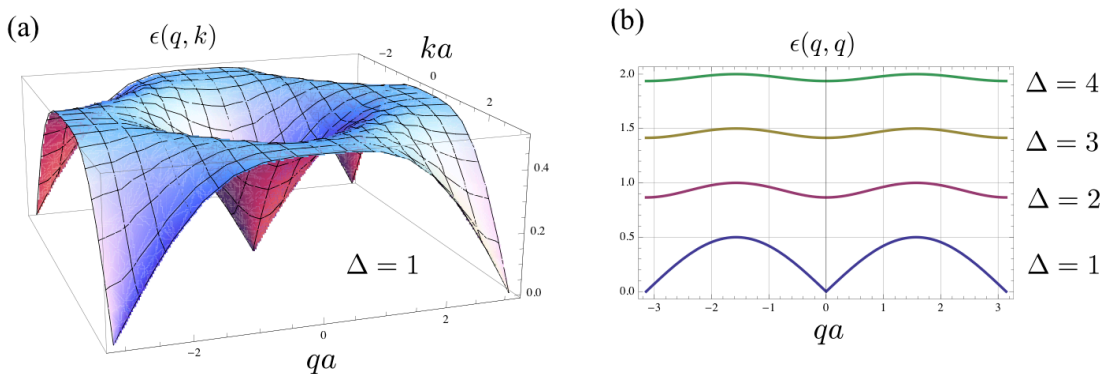 (a)
ϵ(q, k)
ka
−2
0
2
0.4
0.2
0.0
Δ = 1
−2
0
2
qa
(b)
ϵ(q, q)
2.0
1.5
1.0
0.5
0.0
Δ = 4
Δ = 3
Δ = 2
Δ = 1
−3 −2 −1 0 1 2 3
qa